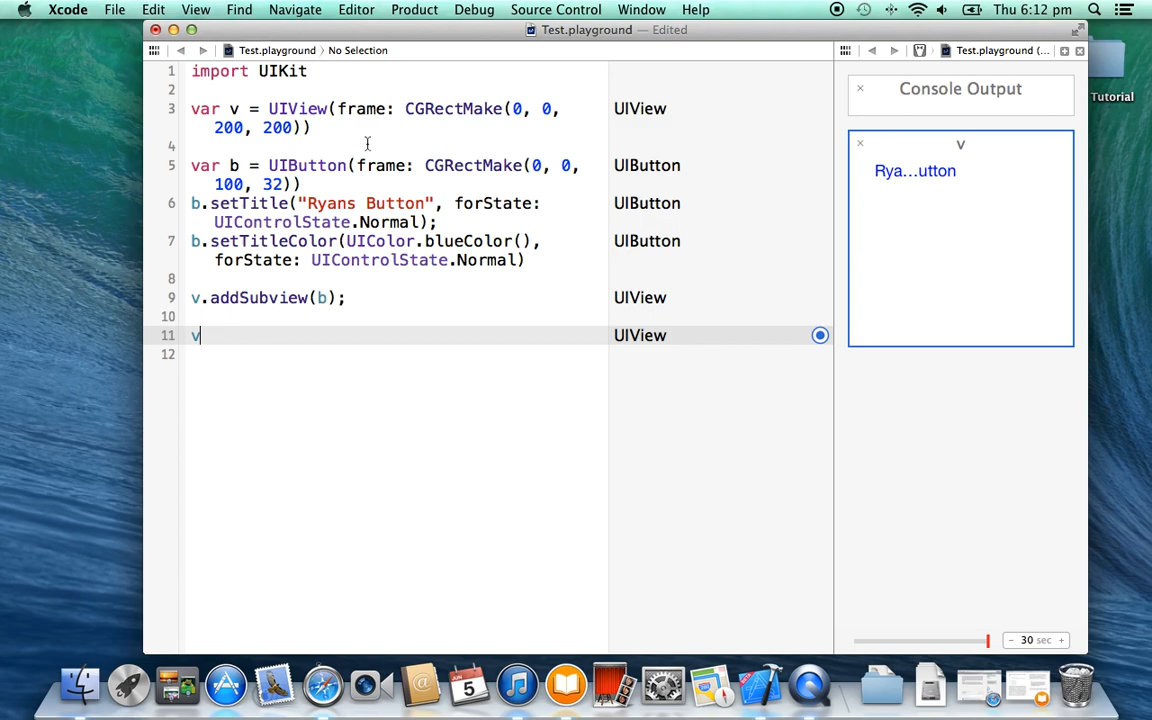 Xcode File Edit View Find Navigate Editor Product Debug Source Control Window Help Thu 6:12 pm
Test.playground — Edited
Test.playground 〉 No Selection
Test.playground (...
1 import UIKit
2
3 var v = UIView(frame: CGRectMake(0, 0,
200, 200))
UIView
4
5 var b = UIButton(frame: CGRectMake(0, 0,
100, 32))
UIButton
6 b.setTitle("Ryans Button", forState:
UIControlState.Normal);
UIButton
7 b.setTitleColor(UIColor.blueColor(),
forState: UIControlState.Normal)
UIButton
8
9 v.addSubview(b);
UIView
10
11 v
UIView
12
Console Output
v
Rya...utton
- 30 sec +
Tutorial
JUN
5